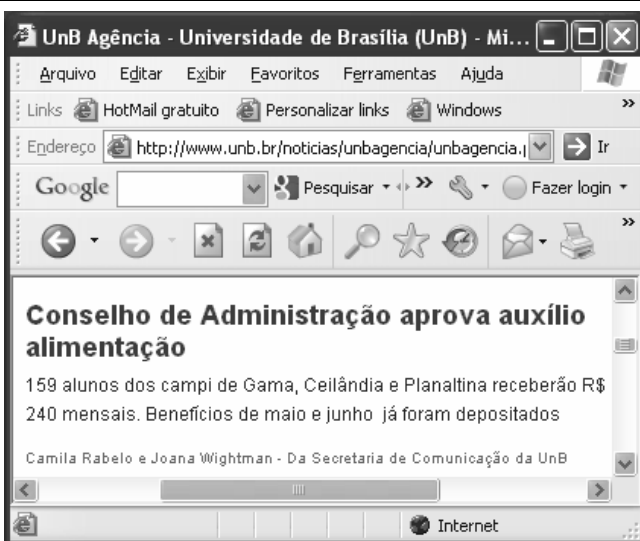 UnB Agência - Universidade de Brasília (UnB) - Mi...
Arquivo Editar Exibir Favoritos Ferramentas Ajuda
Links HotMail gratuito Personalizar links Windows »
Endereço http://www.unb.br/noticias/unbagencia/unbagencia. Ir
Google Pesquisar » Fazer login
»
Conselho de Administração aprova auxílio
alimentação
159 alunos dos campi de Gama, Ceilândia e Planaltina receberão R$
240 mensais. Benefícios de maio e junho já foram depositados
Camila Rabelo e Joana Wightman - Da Secretaria de Comunicação da UnB
Internet